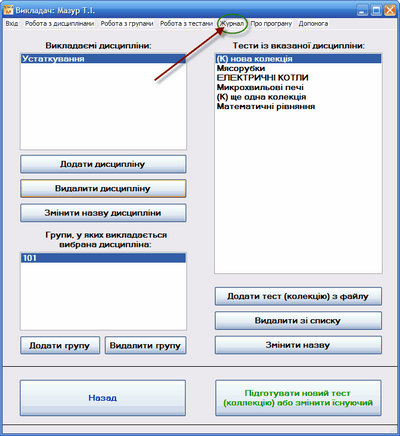 Викладач: Мазур Т.І.
Вхід Робота з дисциплінами Робота з групами Робота з тестами Журнал Про програму Допомога
Викладаємі дисципліни:
Устаткування
Додати дисципліну
Видалити дисципліну
Змінити назву дисципліни
Групи, у яких викладається
вибрана дисципліна:
101
Додати групу Видалити групу
Тести із вказаної дисципліни:
(К) нова колекція
Мясорубки
ЕЛЕКТРИЧНІ КОТЛИ
Микрохвильові печі
(К) ще одна колекція
Математичні рівняння
Додати тест (колекцію) з файлу
Видалити зі списку
Змінити назву
Назад
Підготувати новий тест
(коллекцію) або змінити існуючий